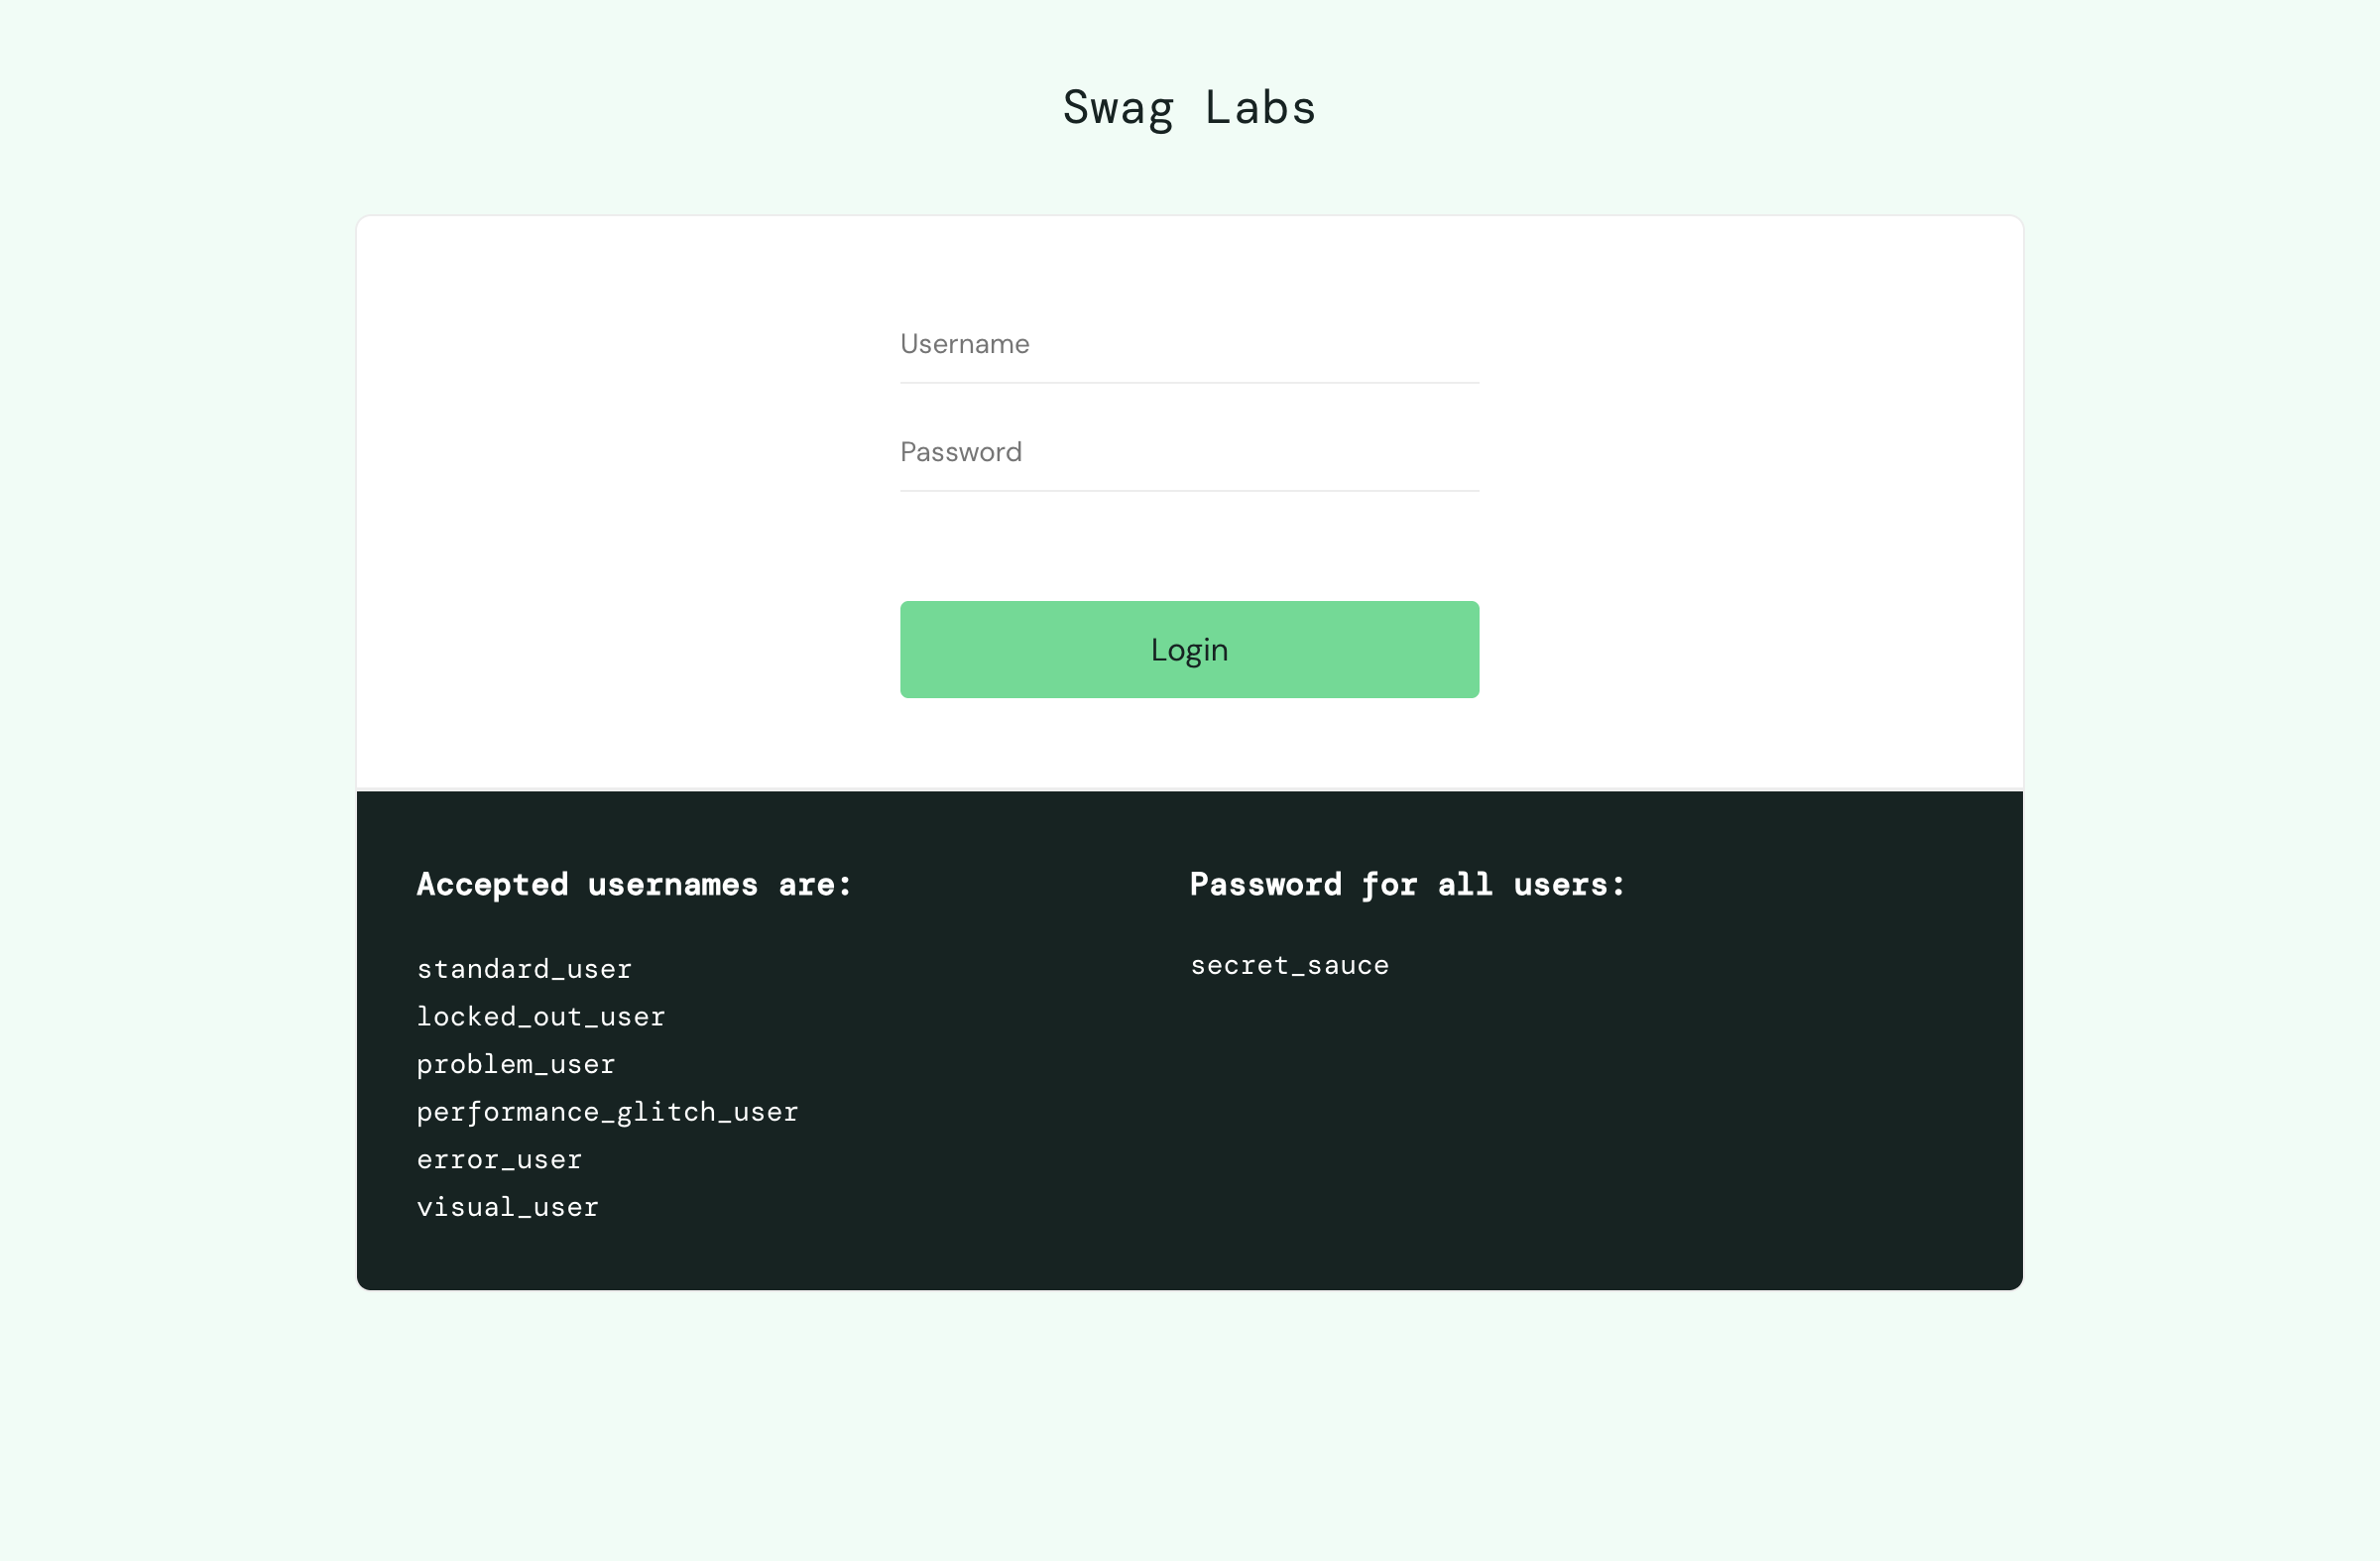 Swag Labs
Username
Password
Login
Accepted usernames are:
standard_user
locked_out_user
problem_user
performance_glitch_user
error_user
visual_user
Password for all users:
secret_sauce